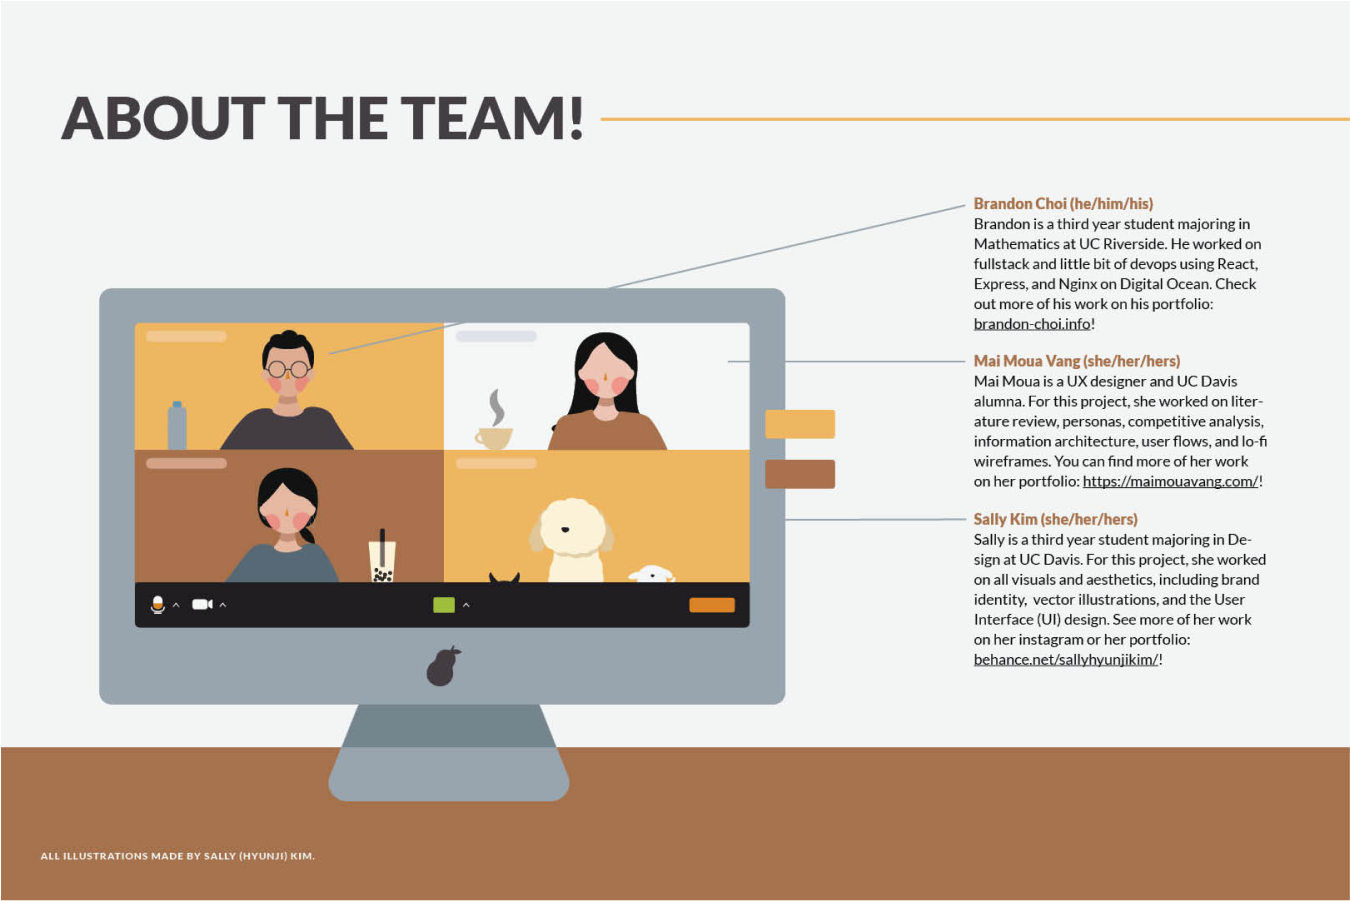 ABOUT THE TEAM!
Brandon Choi (he/him/his)
Brandon is a third year student majoring in
Mathematics at UC Riverside. He worked on
fullstack and little bit of devops using React,
Express, and Nginx on Digital Ocean. Check
out more of his work on his portfolio:
brandon-choi.info!
Mai Moua Vang (she/her/hers)
Mai Moua is a UX designer and UC Davis
alumna. For this project, she worked on liter-
ature review, personas, competitive analysis,
information architecture, user flows, and lo-fi
wireframes. You can find more of her work
on her portfolio: https://maimouavang.com/!
Sally Kim (she/her/hers)
Sally is a third year student majoring in De-
sign at UC Davis. For this project, she worked
on all visuals and aesthetics, including brand
identity,  vector illustrations, and the User
Interface (UI) design. See more of her work
on her instagram or her portfolio:
behance.net/sallyhyunjikim/!
ALL ILLUSTRATIONS MADE BY SALLY (HYUNJI) KIM.